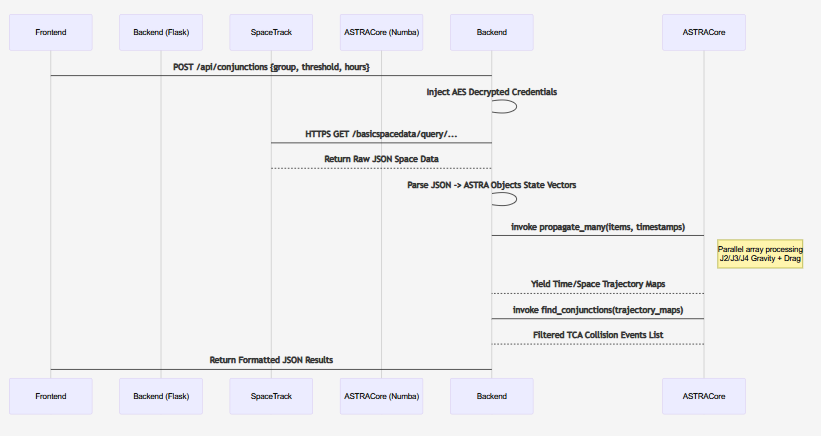 Frontend
Backend (Flask)
SpaceTrack
ASTRACore (Numba)
Backend
ASTRACore
POST /api/conjunctions {group, threshold, hours}
Inject AES Decrypted Credentials
HTTPS GET /basicspacedata/query/...
Return Raw JSON Space Data
Parse JSON -> ASTRA Objects State Vectors
invoke propagate_many(items, timestamps)
Parallel array processing
J2/J3/J4 Gravity + Drag
Yield Time/Space Trajectory Maps
invoke find_conjunctions(trajectory_maps)
Filtered TCA Collision Events List
Return Formatted JSON Results
Frontend
Backend (Flask)
SpaceTrack
ASTRACore (Numba)
Backend
ASTRACore